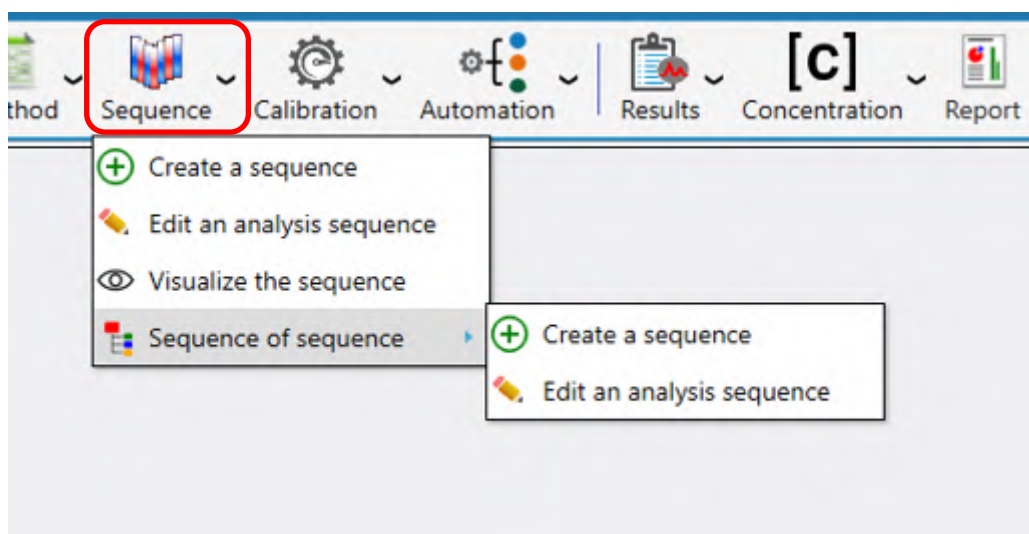 thod Sequence Calibration Automation Results [C] Concentration Report
Create a sequence
Edit an analysis sequence
Visualize the sequence
Sequence of sequence
Create a sequence
Edit an analysis sequence